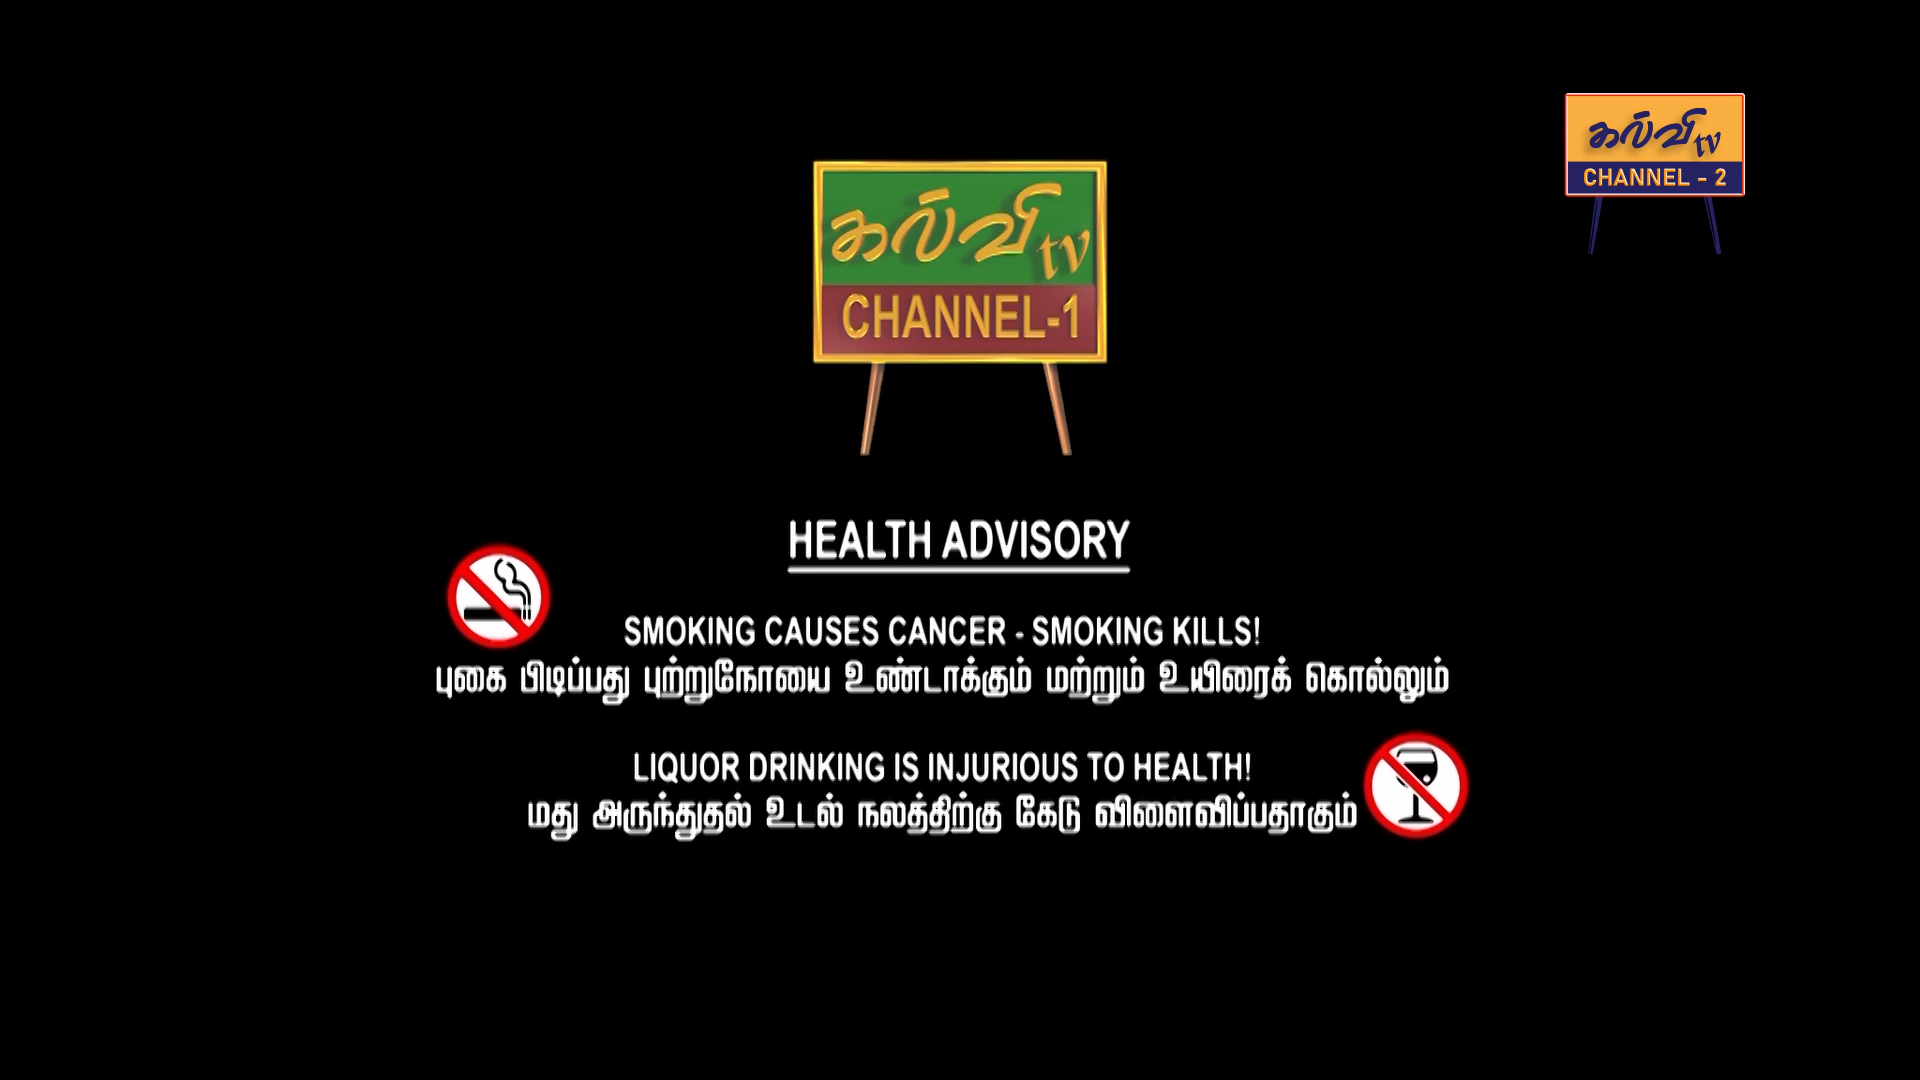 கல்வி tv
CHANNEL - 2
கல்வி tv
CHANNEL-1
HEALTH ADVISORY
SMOKING CAUSES CANCER - SMOKING KILLS!
புகை பிடிப்பது புற்றுநோயை உண்டாக்கும் மற்றும் உயிரைக் கொல்லும்
LIQUOR DRINKING IS INJURIOUS TO HEALTH!
மது அருந்துதல் உடல் நலத்திற்கு கேடு விளைவிப்பதாகும்